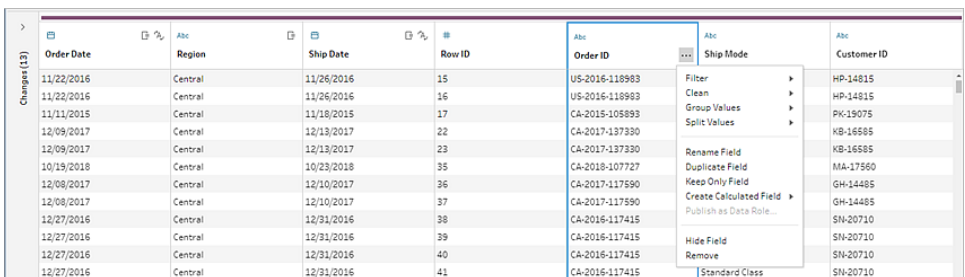 Changes (13)
Abc Abc Abc Abc
Order Date Region Ship Date Row ID Order ID Ship Mode Customer ID
11/22/2016 Central 11/26/2016 15 US-2016-118983 Filter HP-14815
11/22/2016 Central 11/26/2016 16 US-2016-118983 Clean HP-14815
11/11/2015 Central 11/18/2015 17 CA-2015-105893 Group Values PK-19075
12/09/2017 Central 12/13/2017 22 CA-2017-137330 Split Values KB-16585
12/09/2017 Central 12/13/2017 23 CA-2017-137330 Rename Field KB-16585
10/19/2018 Central 10/23/2018 35 CA-2018-107727 Duplicate Field MA-17560
12/08/2017 Central 12/10/2017 36 CA-2017-117590 Keep Only Field GH-14485
12/08/2017 Central 12/10/2017 37 CA-2017-117590 Create Calculated Field GH-14485
12/27/2016 Central 12/31/2016 38 CA-2016-117415 Publish as Data Role... SN-20710
12/27/2016 Central 12/31/2016 39 CA-2016-117415 Hide Field SN-20710
12/27/2016 Central 12/31/2016 40 CA-2016-117415 Remove SN-20710
12/27/2016 Central 12/31/2016 41 CA-2016-117415 Standard Class SN-20710